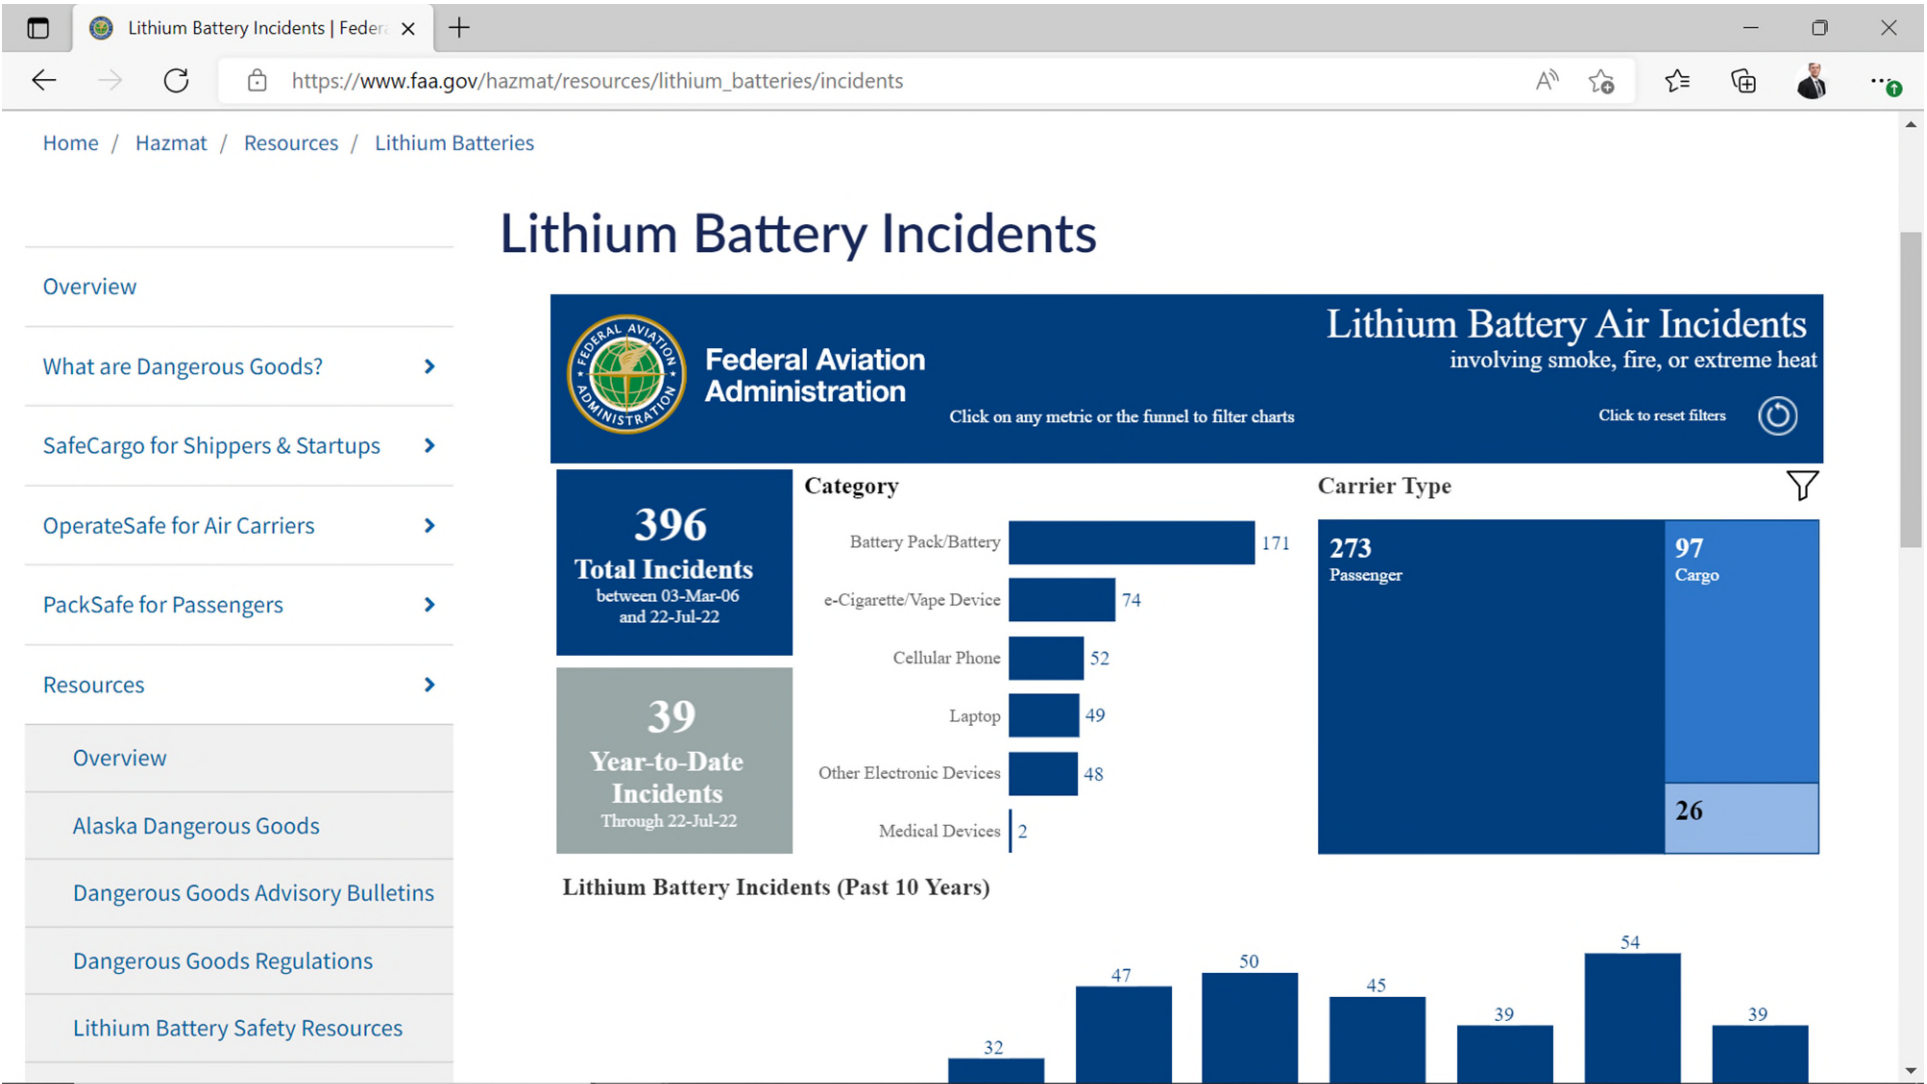 Lithium Battery Incidents | Feder
https://www.faa.gov/hazmat/resources/lithium_batteries/incidents
Home / Hazmat / Resources / Lithium Batteries
Lithium Battery Incidents
Overview
What are Dangerous Goods?
SafeCargo for Shippers & Startups
OperateSafe for Air Carriers
PackSafe for Passengers
Resources
Overview
Alaska Dangerous Goods
Dangerous Goods Advisory Bulletins
Dangerous Goods Regulations
Lithium Battery Safety Resources
FEDERAL AVIATION ADMINISTRATION
Federal Aviation
Administration
Lithium Battery Air Incidents
involving smoke, fire, or extreme heat
Click on any metric or the funnel to filter charts
Click to reset filters
396
Total Incidents
between 03-Mar-06
and 22-Jul-22
39
Year-to-Date
Incidents
Through 22-Jul-22
Category
Battery Pack/Battery 171
e-Cigarette/Vape Device 74
Cellular Phone 52
Laptop 49
Other Electronic Devices 48
Medical Devices 2
Carrier Type
273
Passenger
97
Cargo
26
Lithium Battery Incidents (Past 10 Years)
32
47
50
45
39
54
39